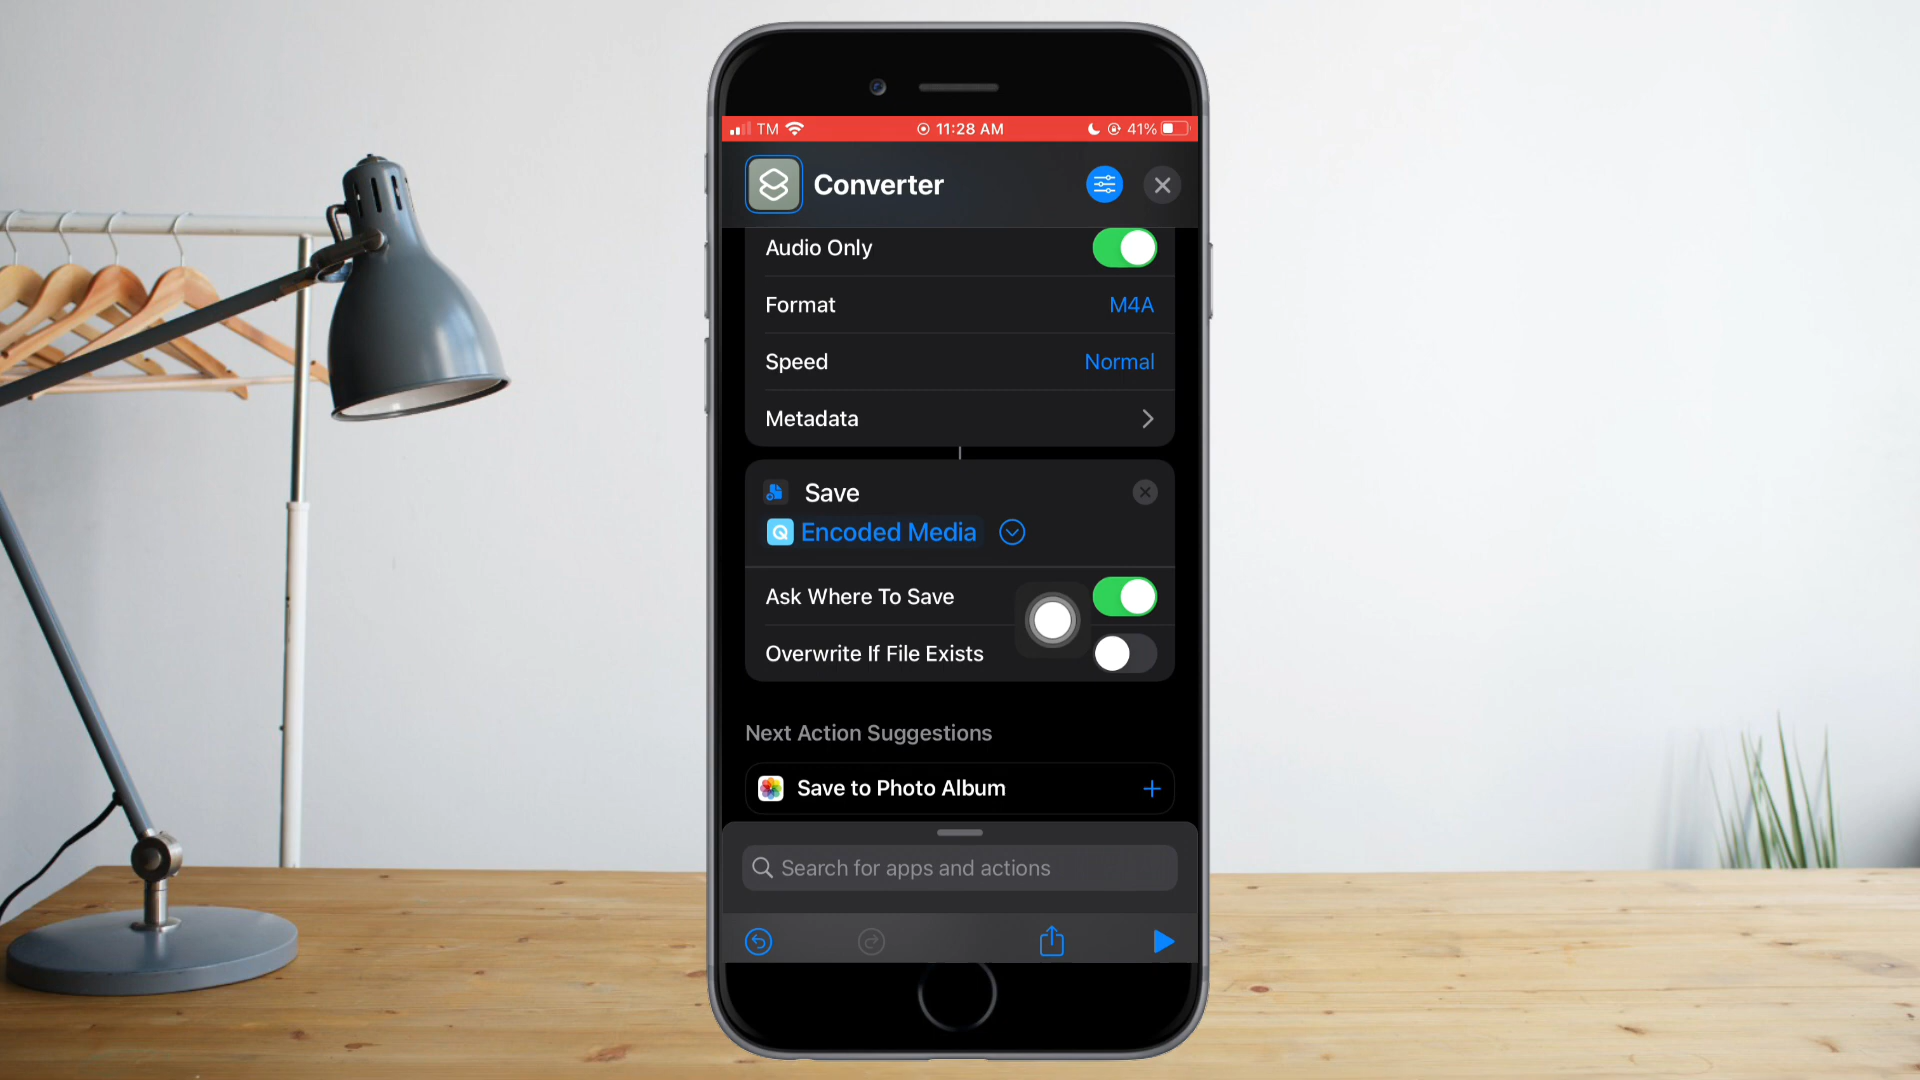 TM 11:28 AM 41%
Converter
Audio Only
Format M4A
Speed Normal
Metadata
Save
Encoded Media
Ask Where To Save
Overwrite If File Exists
Next Action Suggestions
Save to Photo Album
Search for apps and actions